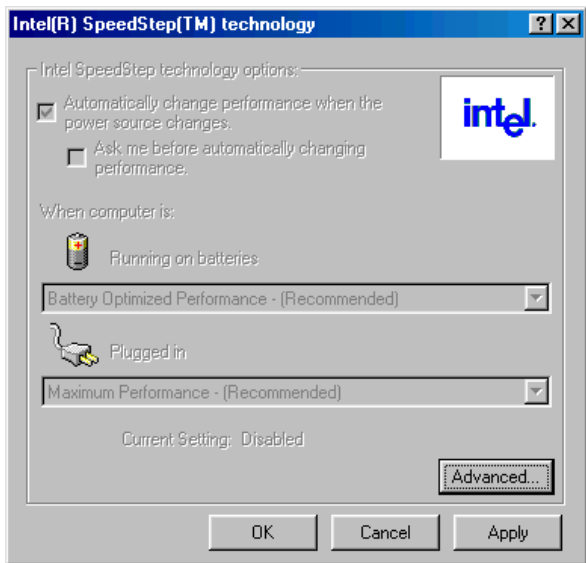 Intel(R) SpeedStep(TM) technology
Intel SpeedStep technology options:
Automatically change performance when the
power source changes.
intel.
Ask me before automatically changing
performance.
When computer is:
Running on batteries
Battery Optimized Performance - (Recommended)
Plugged in
Maximum Performance - (Recommended)
Current Setting: Disabled
Advanced...
OK Cancel Apply